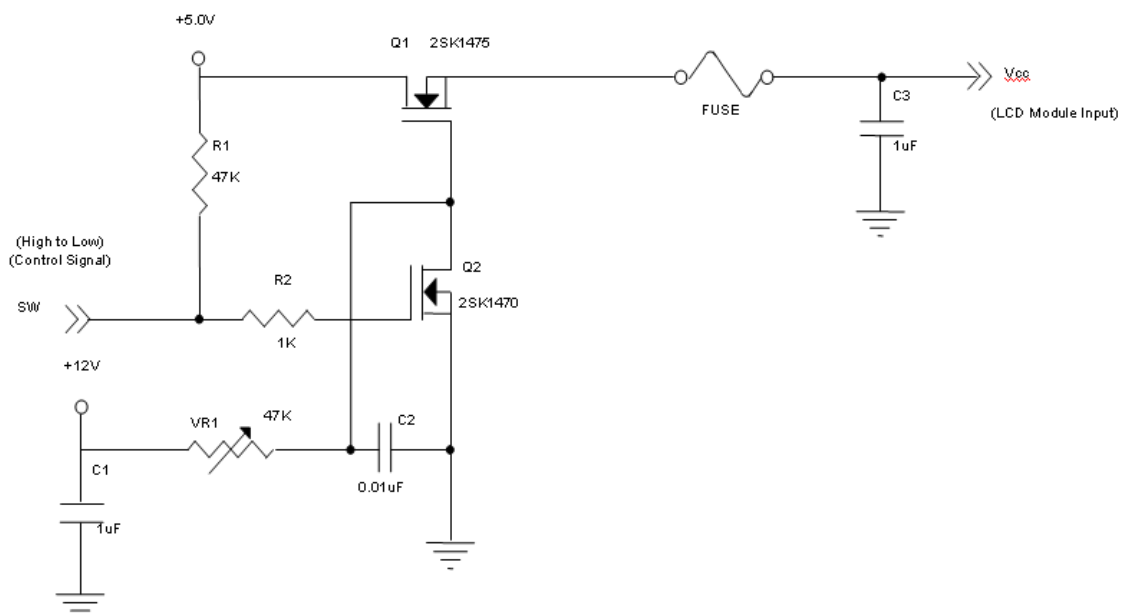 +5.0V
Q1 2SK1475
Vcc
C3
FUSE
(LCD Module Input)
R1
1uF
47K
(High to Low)
(Control Signal)
Q2
R2
SW
2SK1470
1K
+12V
47K
VR1
C2
C1
0.01uF
1uF